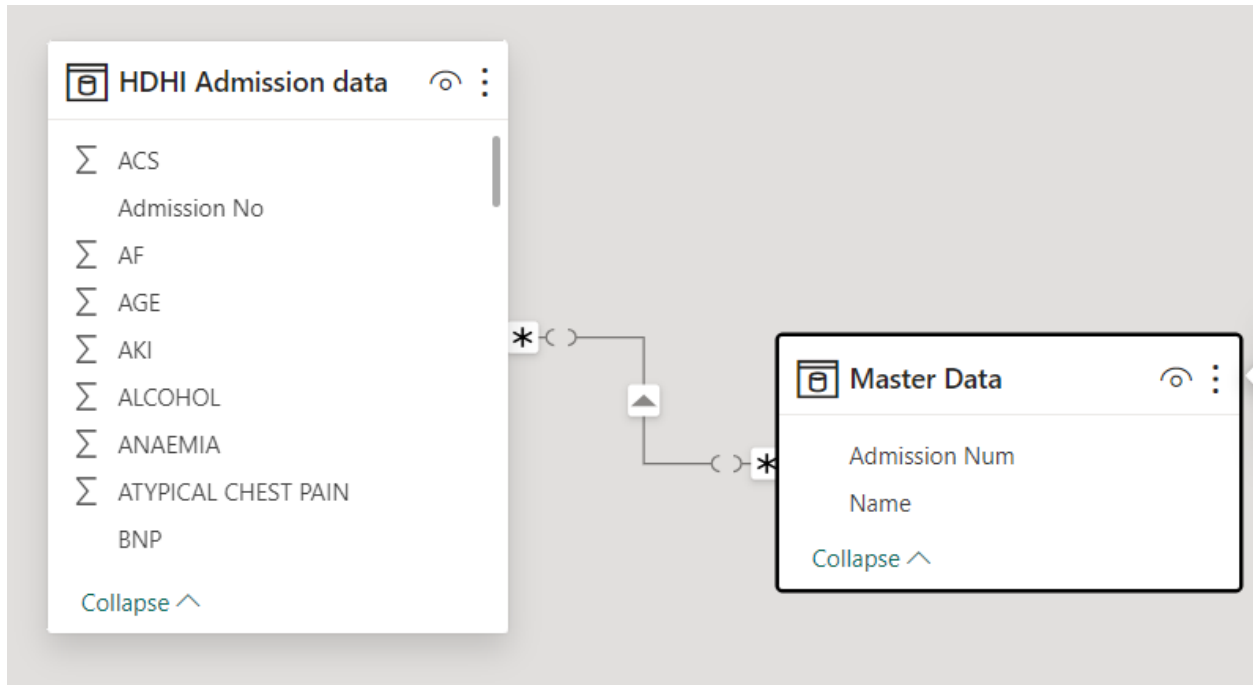 HDHI Admission data
ACS
Admission No
AF
AGE
AKI
ALCOHOL
ANAEMIA
ATYPICAL CHEST PAIN
BNP
Collapse
Master Data
Admission Num
Name
Collapse